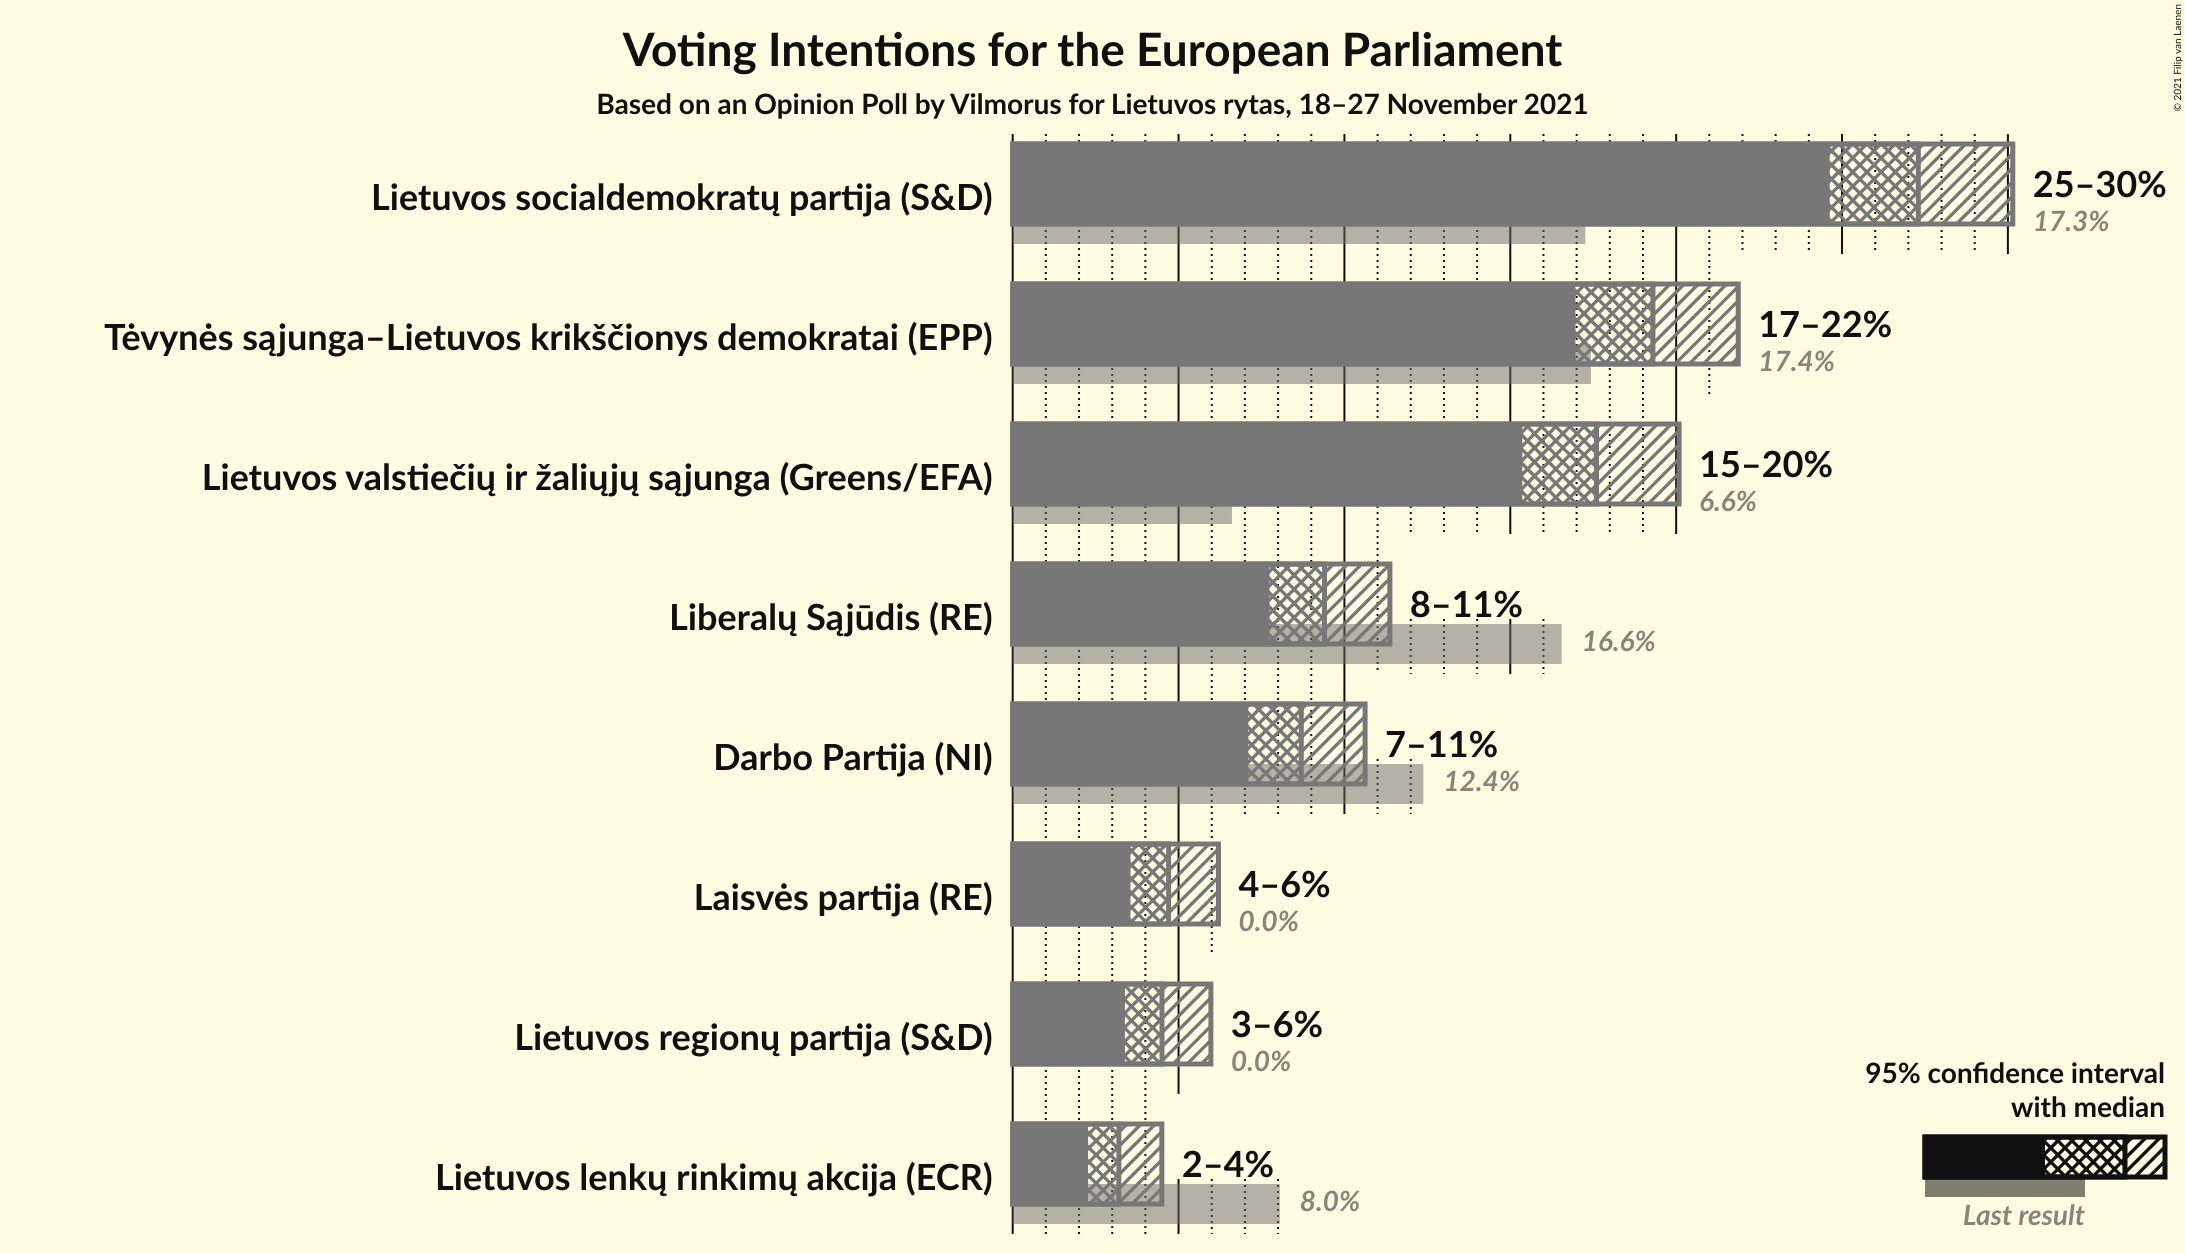 Voting Intentions for the European Parliament
Based on an Opinion Poll by Vilmorus for Lietuvos rytas, 18–27 November 2021
© 2021 Filip van Laenen
Lietuvos socialdemokratų partija (S&D)
25–30%
17.3%
Tėvynės sąjunga–Lietuvos krikščionys demokratai (EPP)
17–22%
17.4%
Lietuvos valstiečių ir žaliųjų sąjunga (Greens/EFA)
15–20%
6.6%
Liberalų Sąjūdis (RE)
8–11%
16.6%
Darbo Partija (NI)
7–11%
12.4%
Laisvės partija (RE)
4–6%
0.0%
Lietuvos regionų partija (S&D)
3–6%
0.0%
Lietuvos lenkų rinkimų akcija (ECR)
2–4%
8.0%
95% confidence interval
with median
Last result